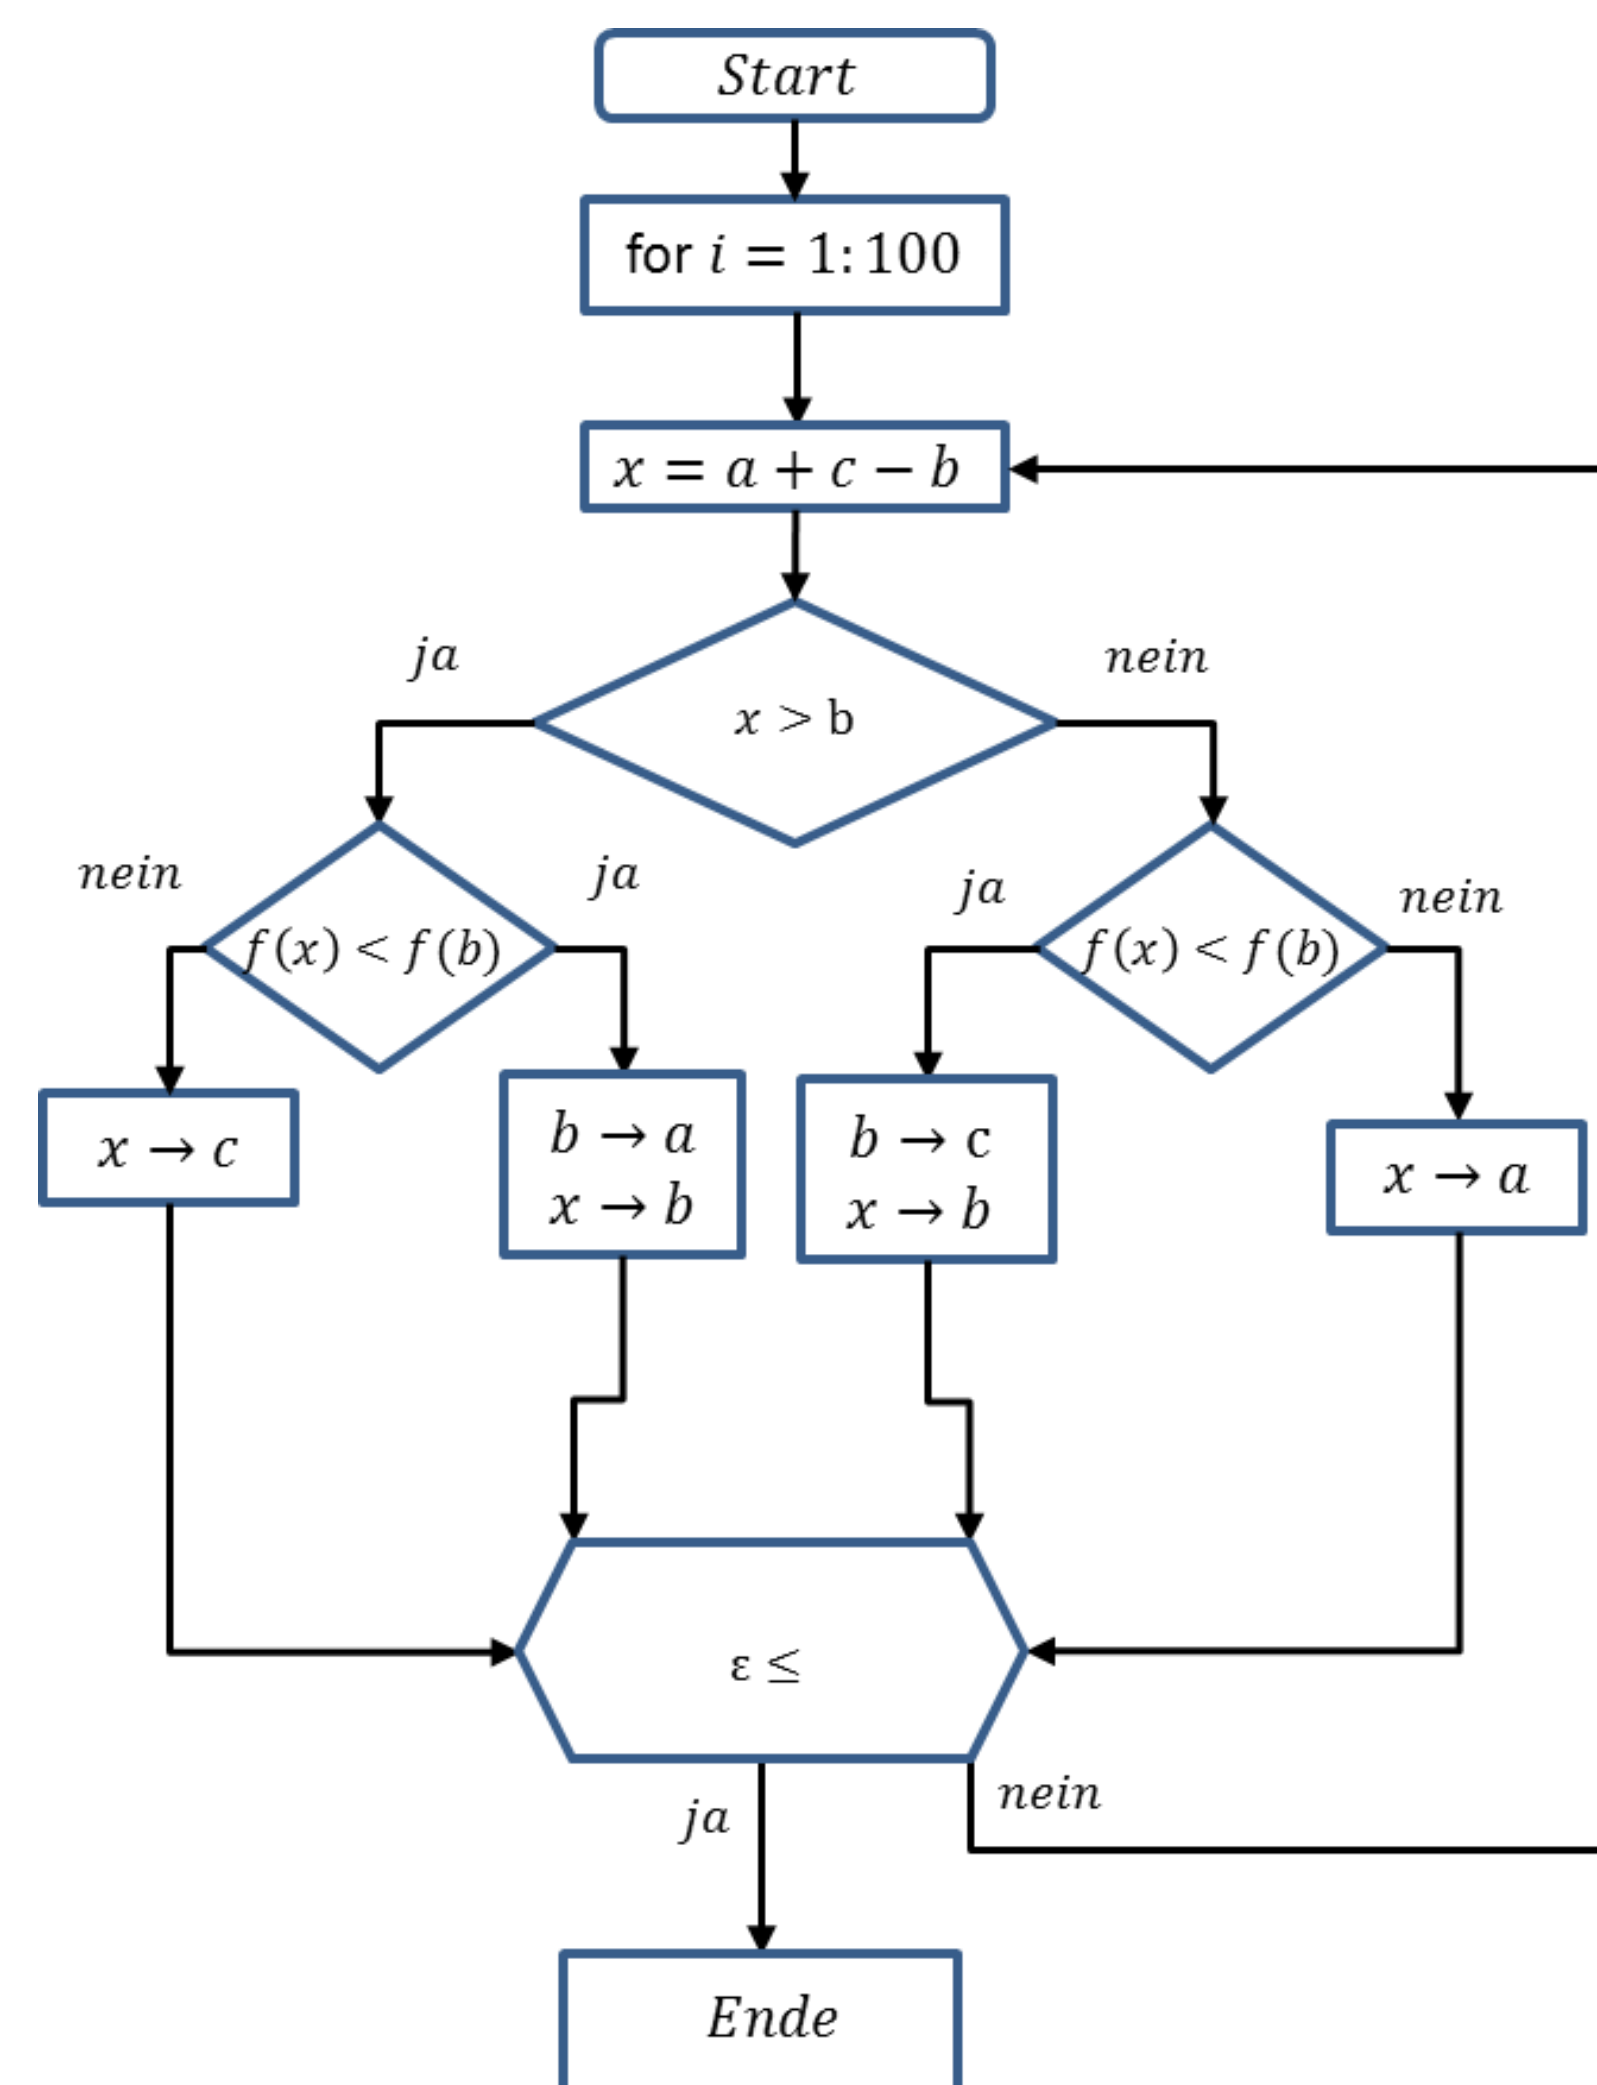 Start
for i = 1:100
x = a + c − b
ja
nein
x > b
nein
ja
ja
nein
f(x) < f(b)
f(x) < f(b)
x → c
b → a
x → b
b → c
x → b
x → a
ε ≤
ja
nein
Ende